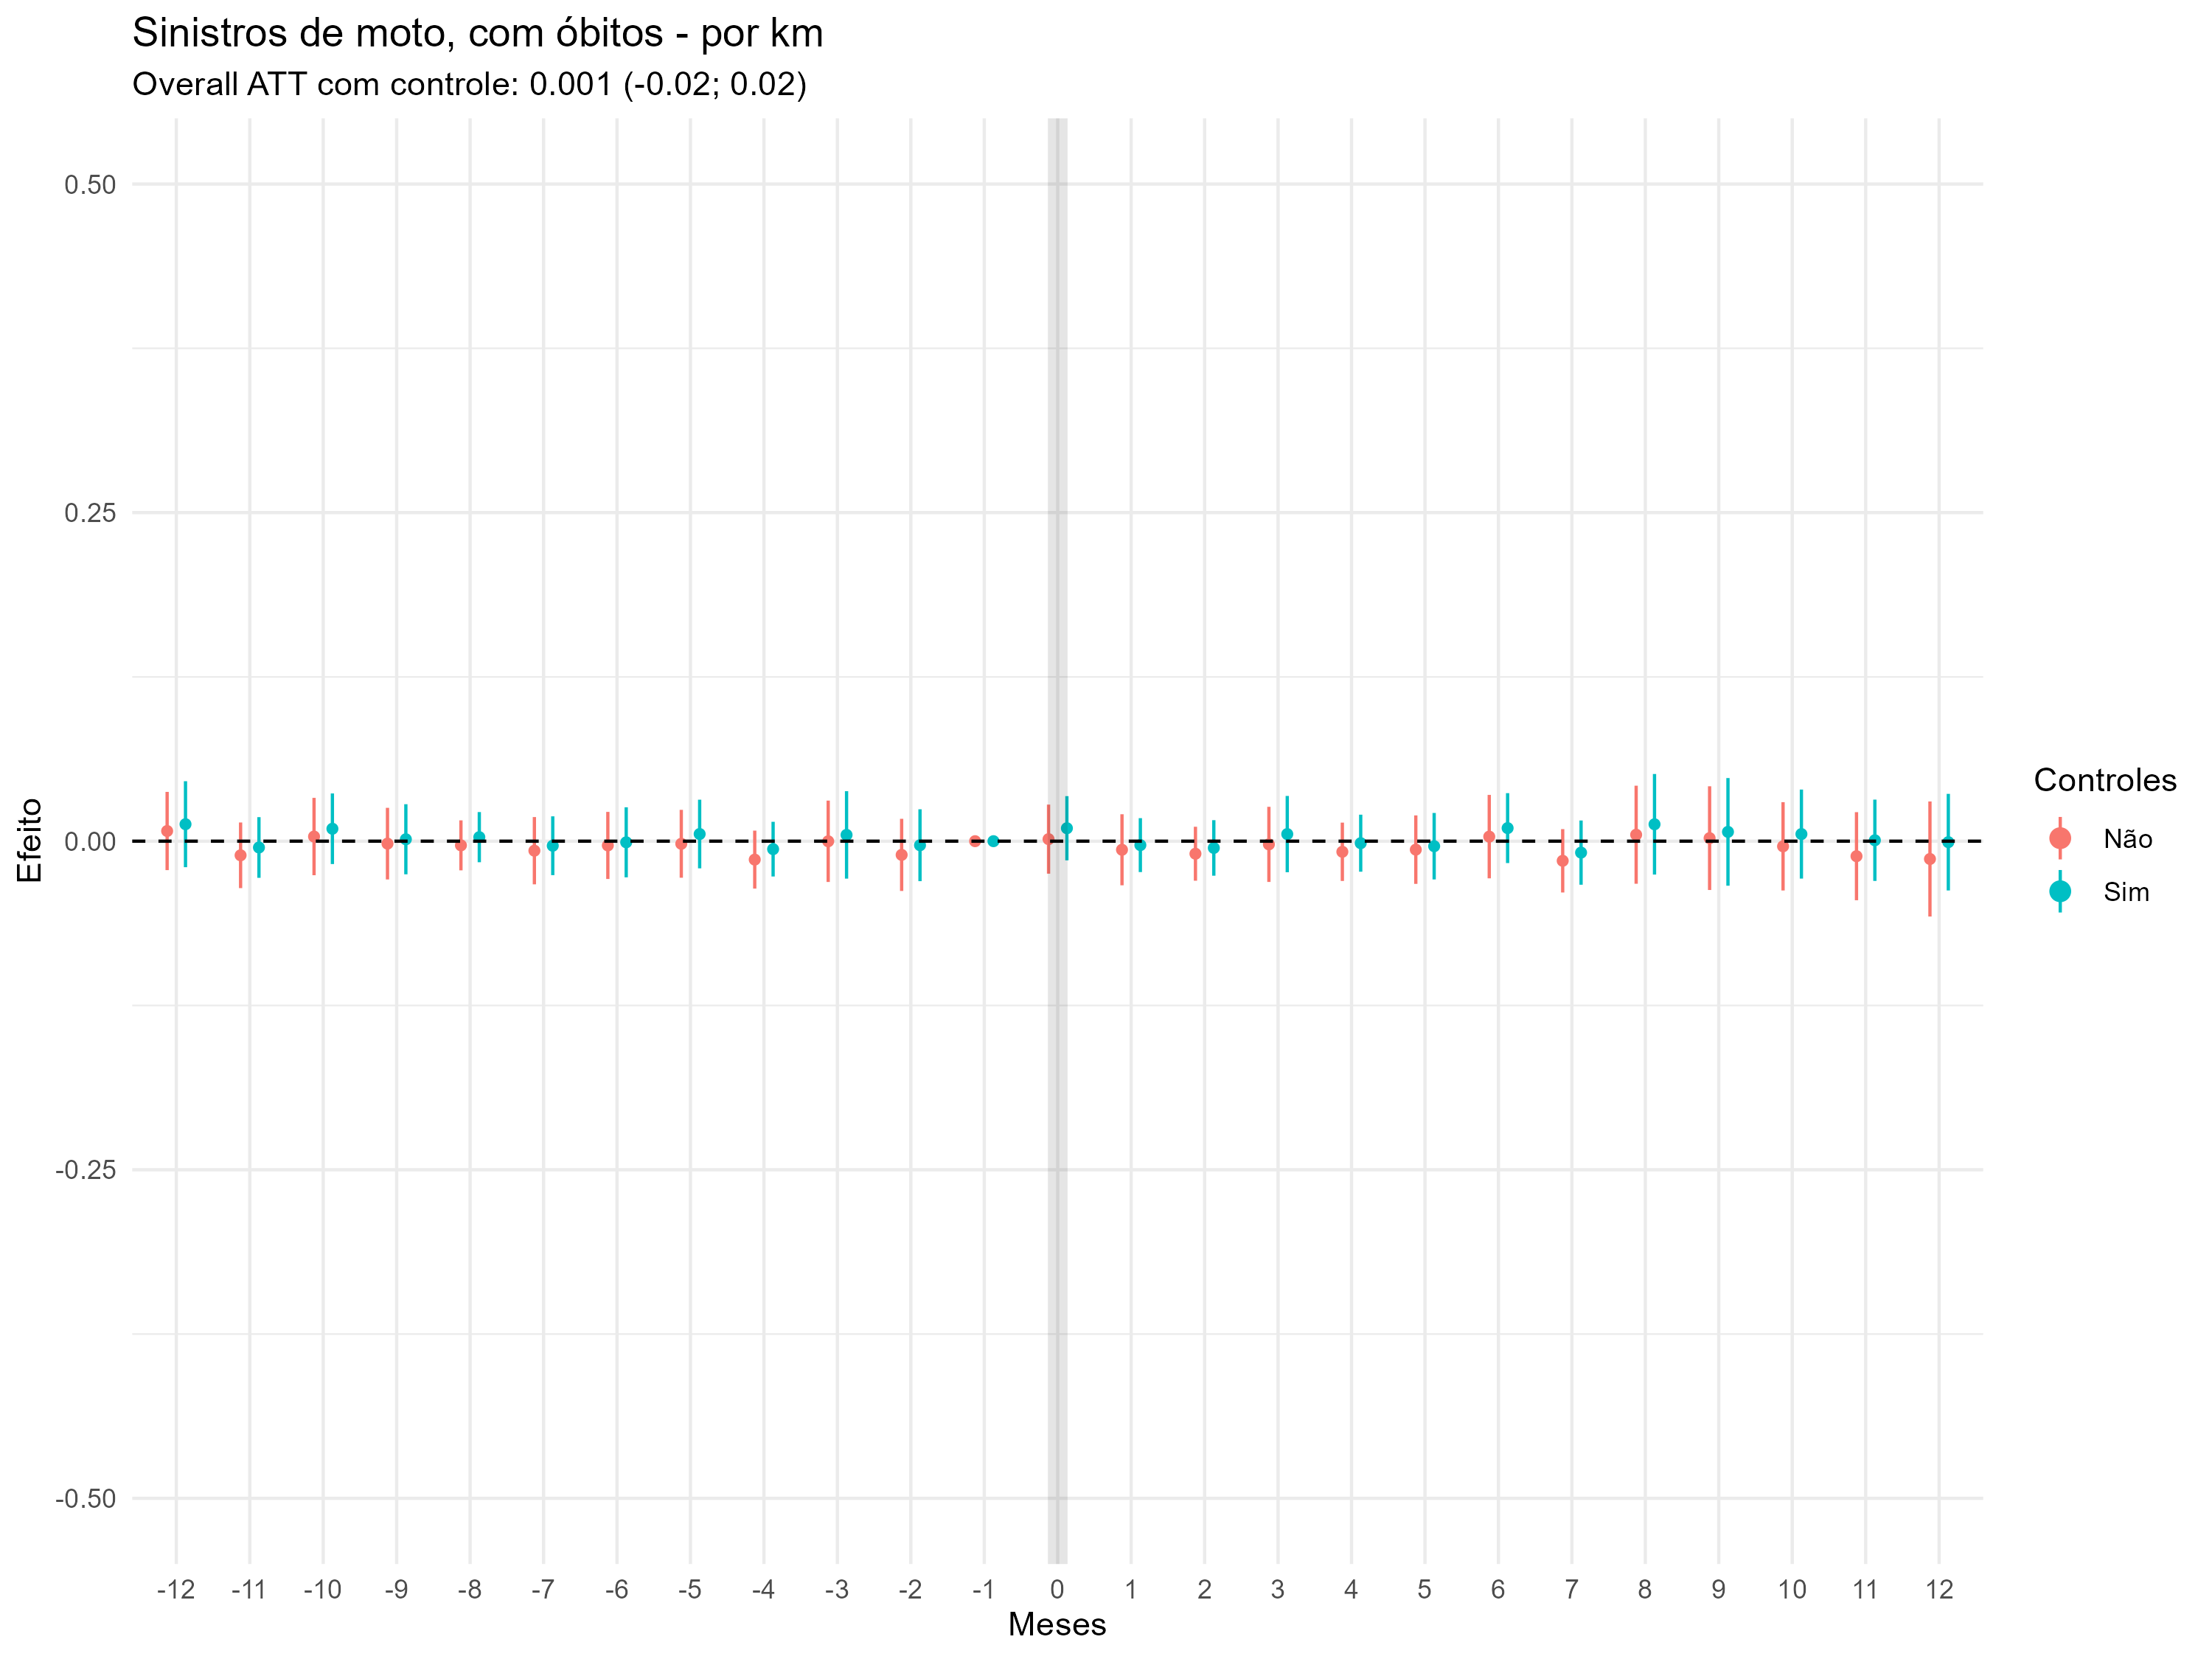 Sinistros de moto, com óbitos - por km
Overall ATT com controle: 0.001 (-0.02; 0.02)
0.50
0.25
0.00
-0.25
-0.50
Efeito
-12 -11 -10 -9 -8 -7 -6 -5 -4 -3 -2 -1 0 1 2 3 4 5 6 7 8 9 10 11 12
Meses
Controles
Não
Sim